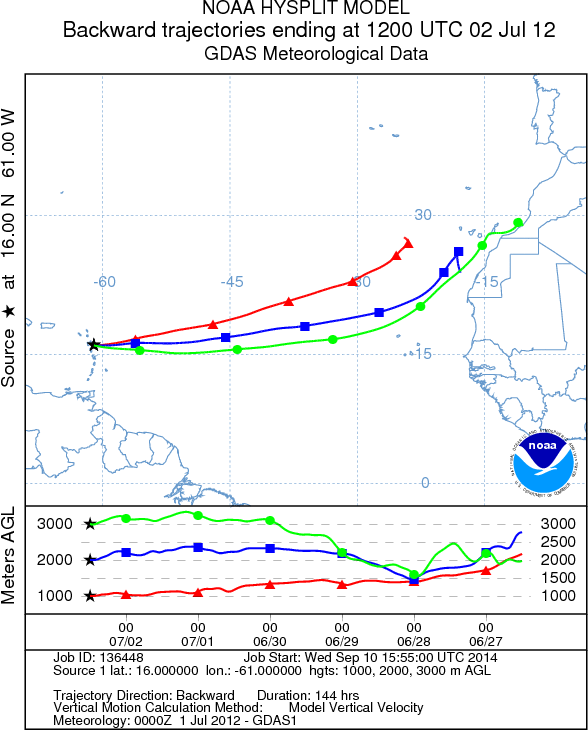 NOAA HYSPLIT MODEL
Backward trajectories ending at 1200 UTC 02 Jul 12
GDAS Meteorological Data
Source ★ at 16.00 N 61.00 W
30
-60 -45 -30 -15
15
0
noaa
Meters AGL
3000 3000
2500
2000 2000
1500
1000 1000
00 00 00 00 00 00
07/02 07/01 06/30 06/29 06/28 06/27
Job ID: 136448 Job Start: Wed Sep 10 15:55:00 UTC 2014
Source 1 lat.: 16.000000 lon.: -61.000000 hgts: 1000, 2000, 3000 m AGL
Trajectory Direction: Backward Duration: 144 hrs
Vertical Motion Calculation Method: Model Vertical Velocity
Meteorology: 0000Z 1 Jul 2012 - GDAS1